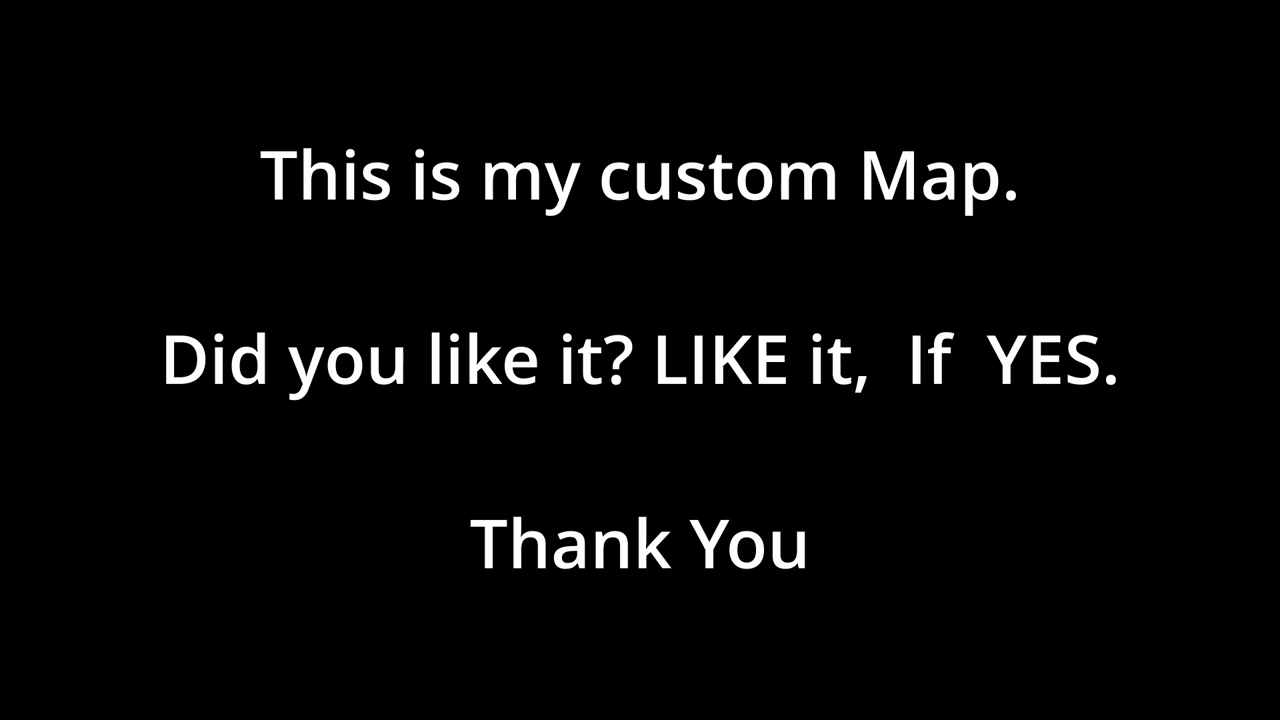 This is my custom Map.
Did you like it? LIKE it,  If  YES.
Thank You